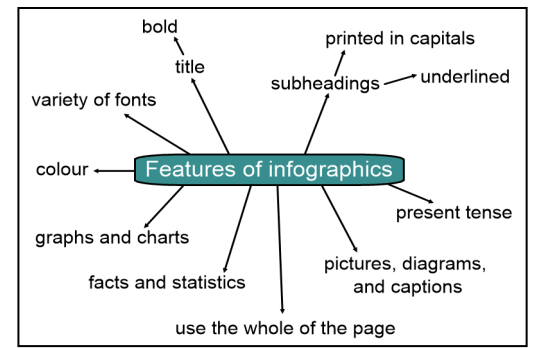 bold
printed in capitals
title
subheadings
underlined
variety of fonts
colour
Features of infographics
present tense
graphs and charts
pictures, diagrams,
and captions
facts and statistics
use the whole of the page